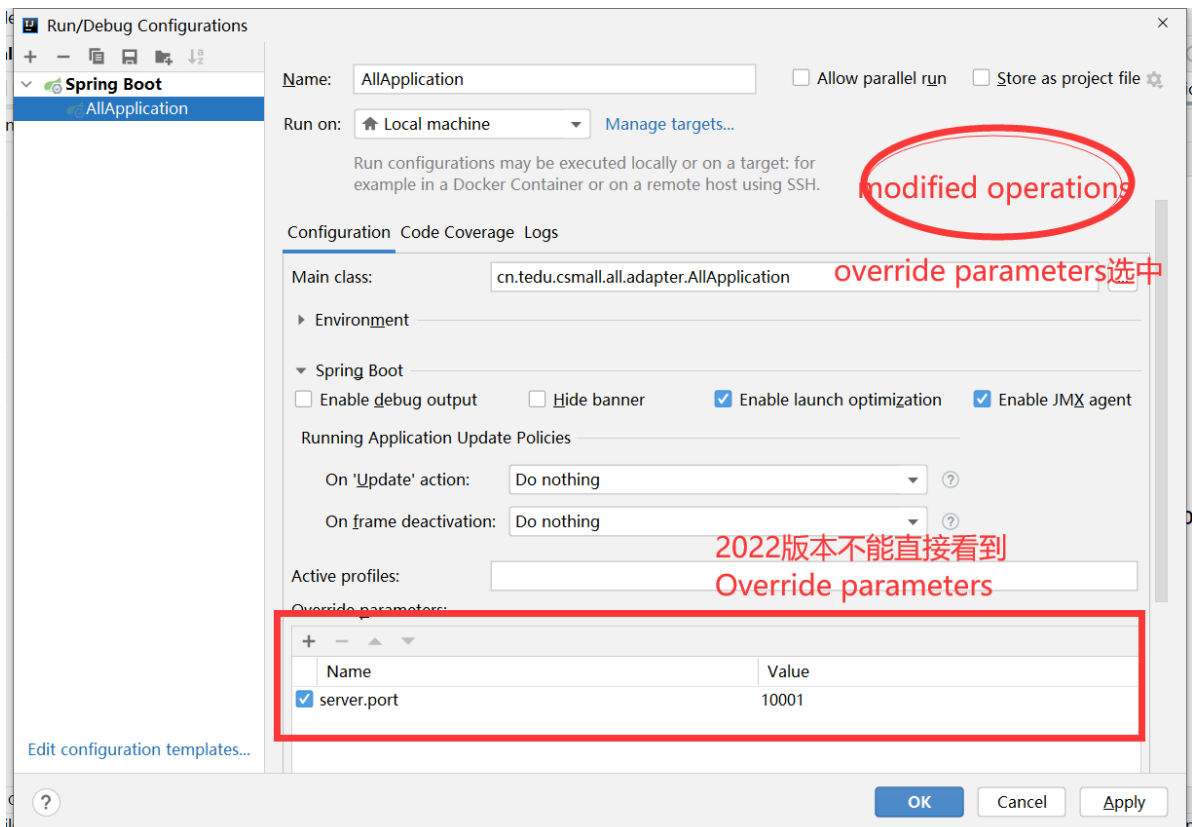 Run/Debug Configurations
Spring Boot
AllApplication
Name: AllApplication
Allow parallel run
Store as project file
Run on: Local machine
Manage targets...
Run configurations may be executed locally or on a target: for
example in a Docker Container or on a remote host using SSH.
modified operations
Configuration Code Coverage Logs
override parameters选中
Main class: cn.tedu.csmall.all.adapter.AllApplication
Environment
Spring Boot
Enable debug output
Hide banner
Enable launch optimization
Enable JMX agent
Running Application Update Policies
On 'Update' action: Do nothing
On frame deactivation: Do nothing
2022版本不能直接看到
Override parameters
Active profiles:
Override parameters:
Name Value
server.port 10001
Edit configuration templates...
OK Cancel Apply